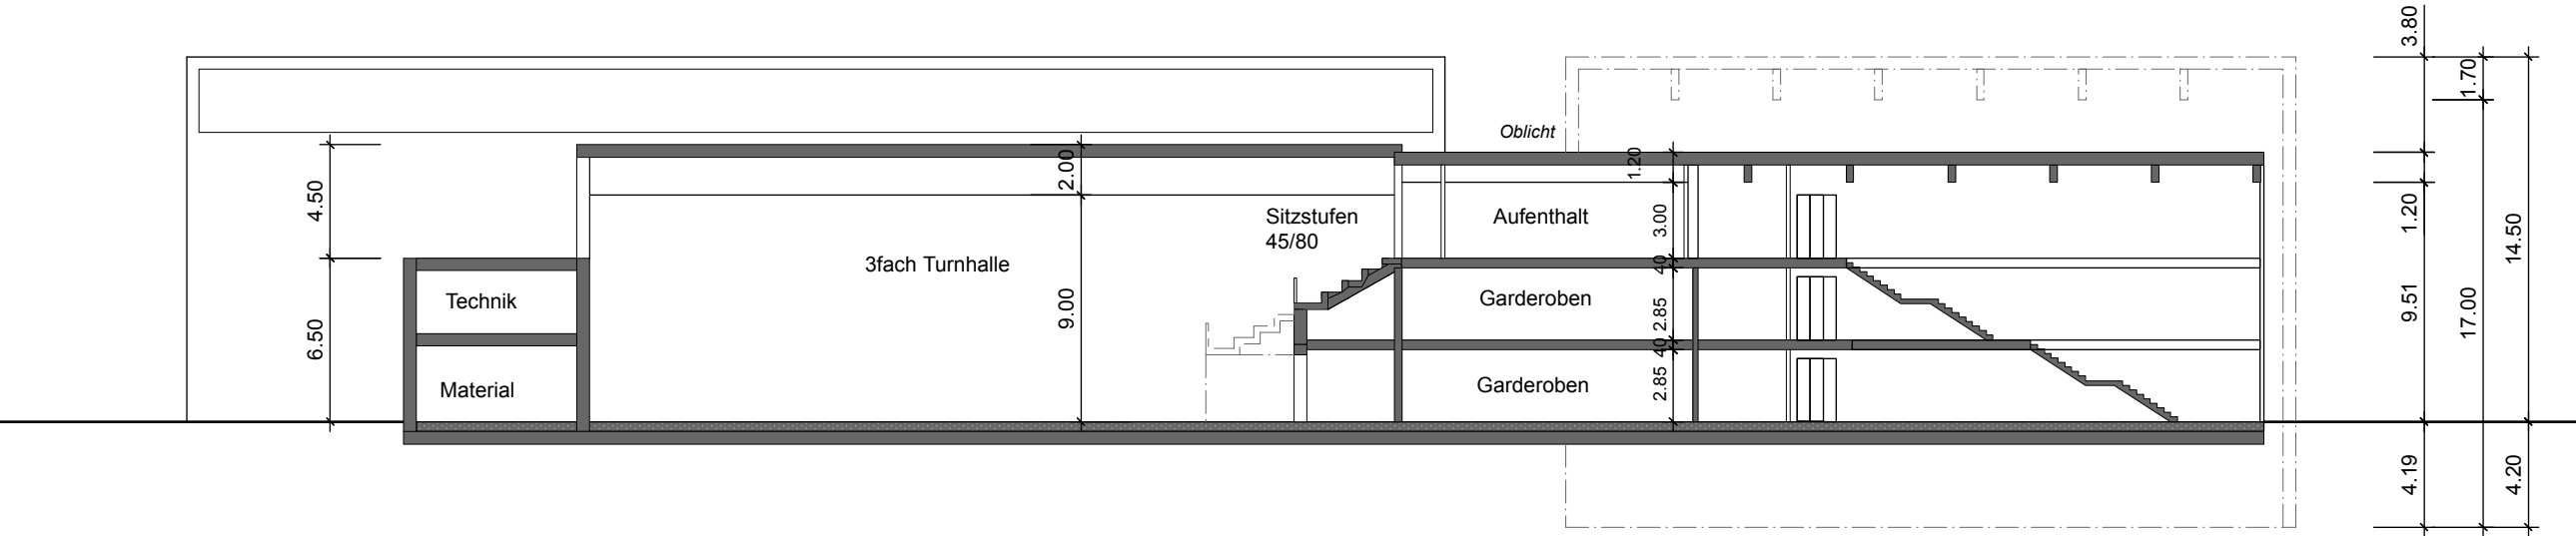 3.80
1.70
Oblicht
1.20
2.00
4.50
Sitzstufen
45/80
Aufenthalt
3.00
1.20
14.50
3fach Turnhalle
40
Technik
Garderoben
2.85
9.00
9.51
17.00
6.50
40
Material
Garderoben
2.85
4.19
4.20